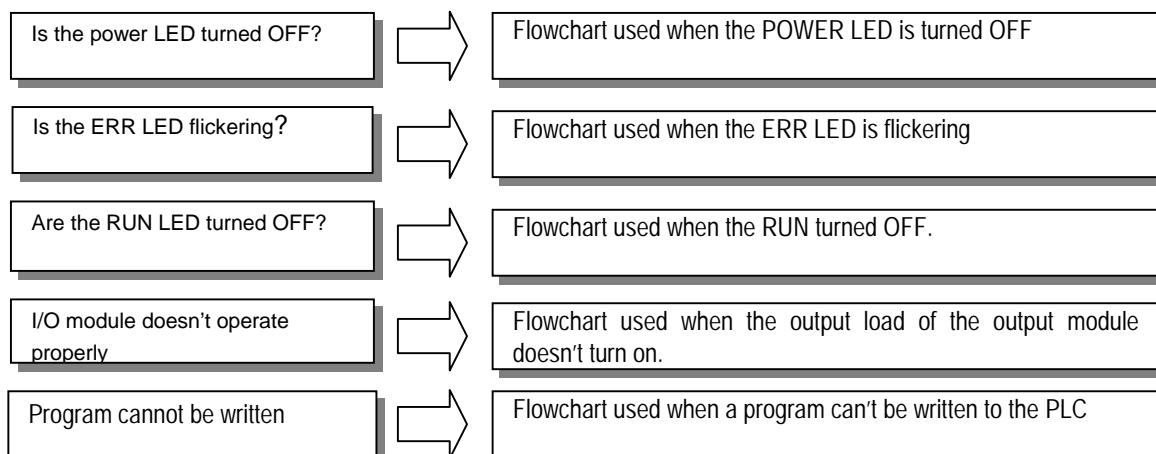 Is the power LED turned OFF?
Flowchart used when the POWER LED is turned OFF
Is the ERR LED flickering?
Flowchart used when the ERR LED is flickering
Are the RUN LED turned OFF?
Flowchart used when the RUN turned OFF.
I/O module doesn't operate
properly
Flowchart used when the output load of the output module
doesn't turn on.
Program cannot be written
Flowchart used when a program can't be written to the PLC